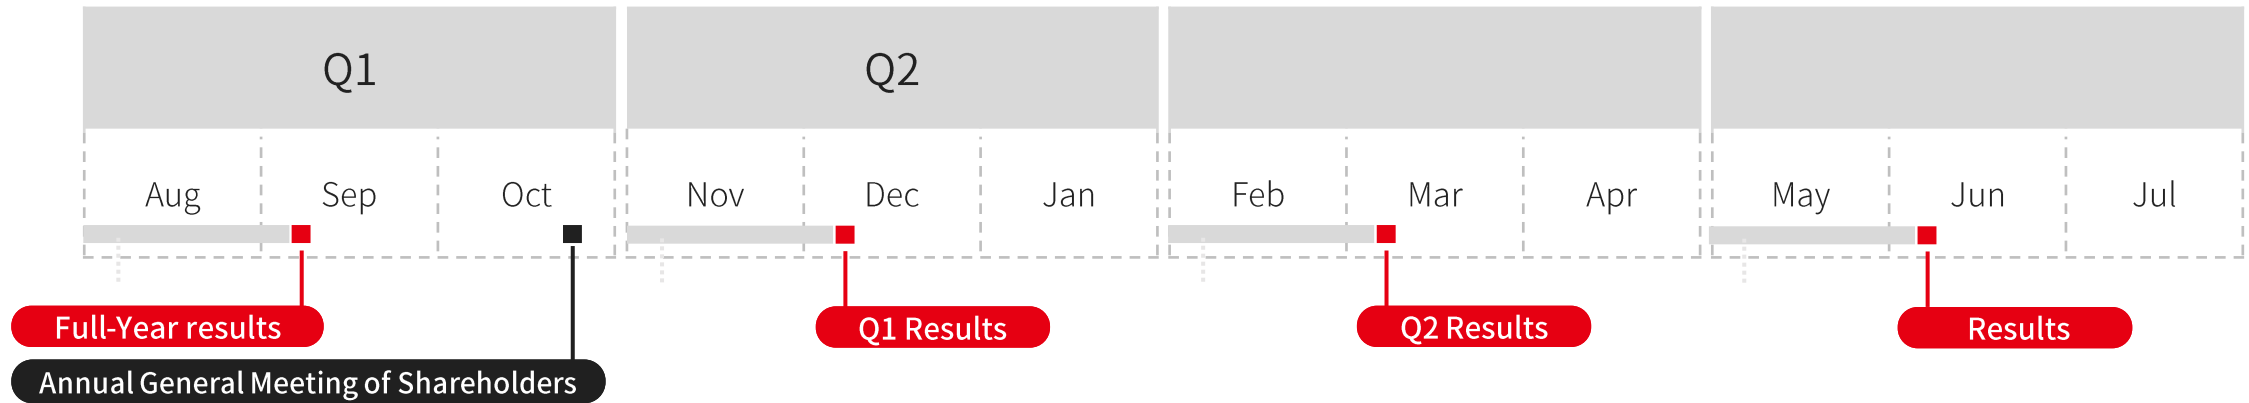 Q1 Q2
Aug Sep Oct Nov Dec Jan Feb Mar Apr May Jun Jul
Full-Year results Q1 Results Q2 Results Results
Annual General Meeting of Shareholders